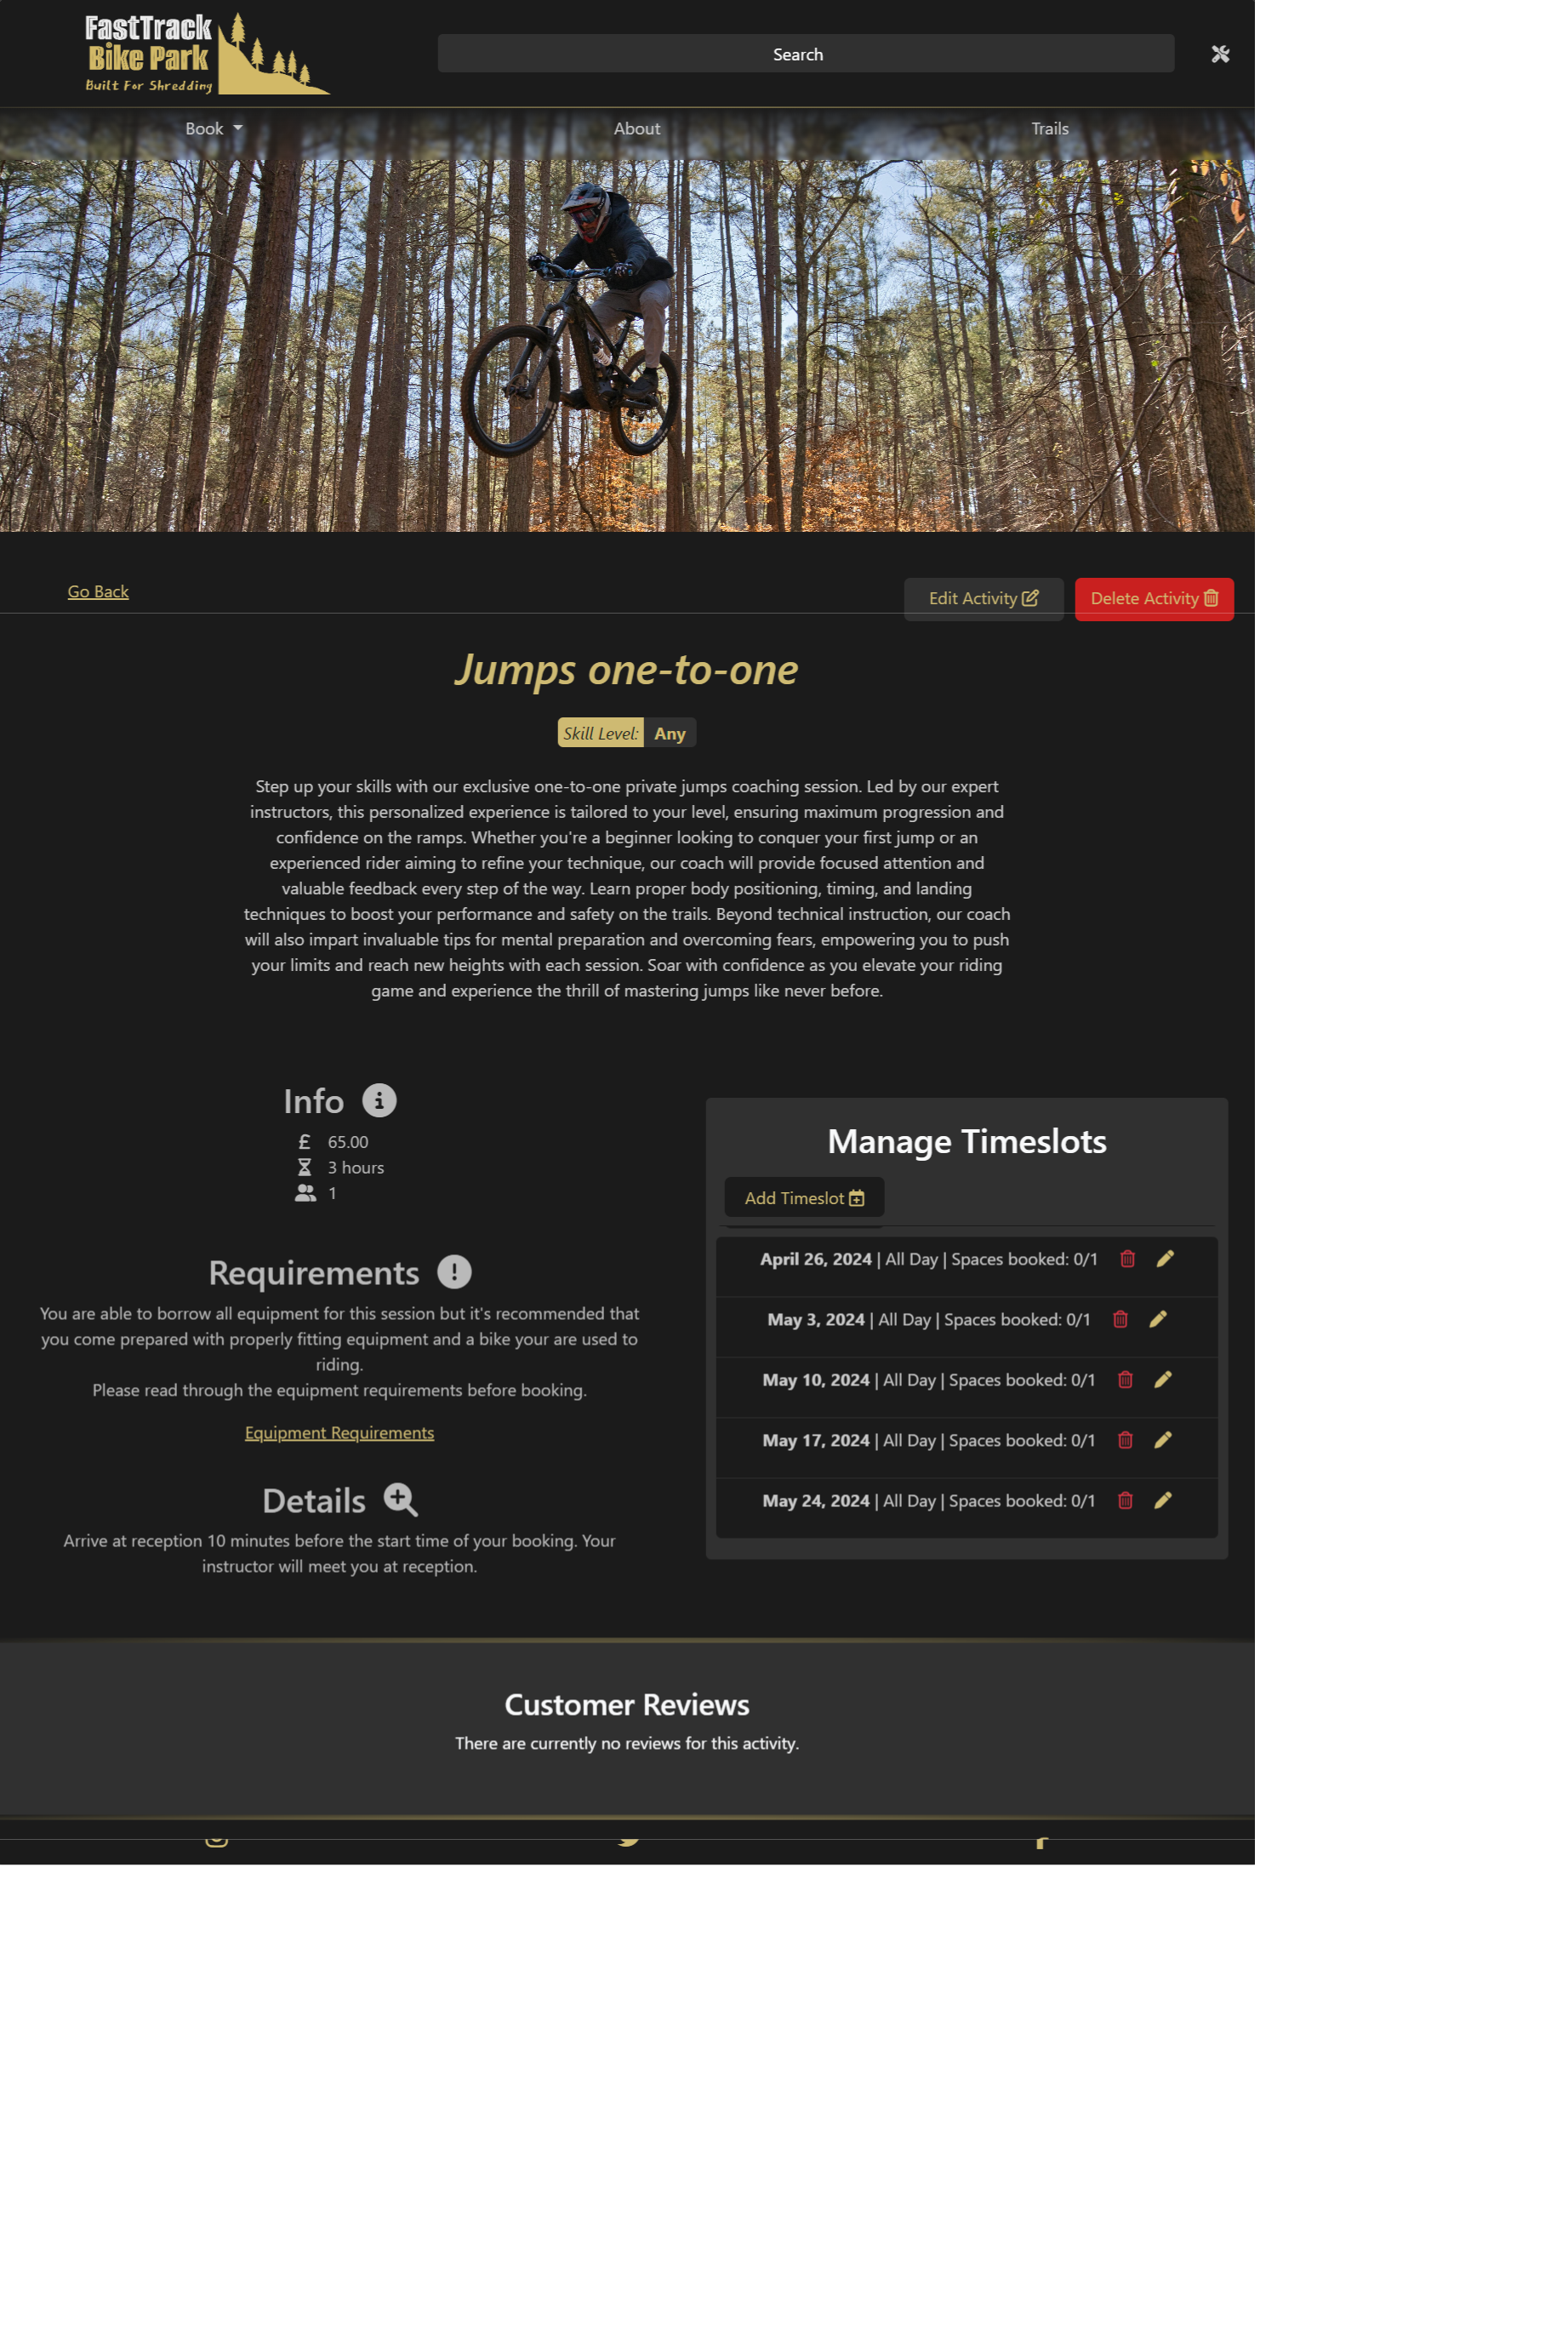 FastTrack
Bike Park
Built For Shredding
Search
Book
About
Trails
Go Back
Edit Activity
Delete Activity
Jumps one-to-one
Skill Level: Any
Step up your skills with our exclusive one-to-one private jumps coaching session. Led by our expert
instructors, this personalized experience is tailored to your level, ensuring maximum progression and
confidence on the ramps. Whether you're a beginner looking to conquer your first jump or an
experienced rider aiming to refine your technique, our coach will provide focused attention and
valuable feedback every step of the way. Learn proper body positioning, timing, and landing
techniques to boost your performance and safety on the trails. Beyond technical instruction, our coach
will also impart invaluable tips for mental preparation and overcoming fears, empowering you to push
your limits and reach new heights with each session. Soar with confidence as you elevate your riding
game and experience the thrill of mastering jumps like never before.
Info
£ 65.00
3 hours
1
Requirements
You are able to borrow all equipment for this session but it's recommended that
you come prepared with properly fitting equipment and a bike your are used to
riding.
Please read through the equipment requirements before booking.
Equipment Requirements
Details
Arrive at reception 10 minutes before the start time of your booking. Your
instructor will meet you at reception.
Manage Timeslots
Add Timeslot
April 26, 2024 | All Day | Spaces booked: 0/1
May 3, 2024 | All Day | Spaces booked: 0/1
May 10, 2024 | All Day | Spaces booked: 0/1
May 17, 2024 | All Day | Spaces booked: 0/1
May 24, 2024 | All Day | Spaces booked: 0/1
Customer Reviews
There are currently no reviews for this activity.